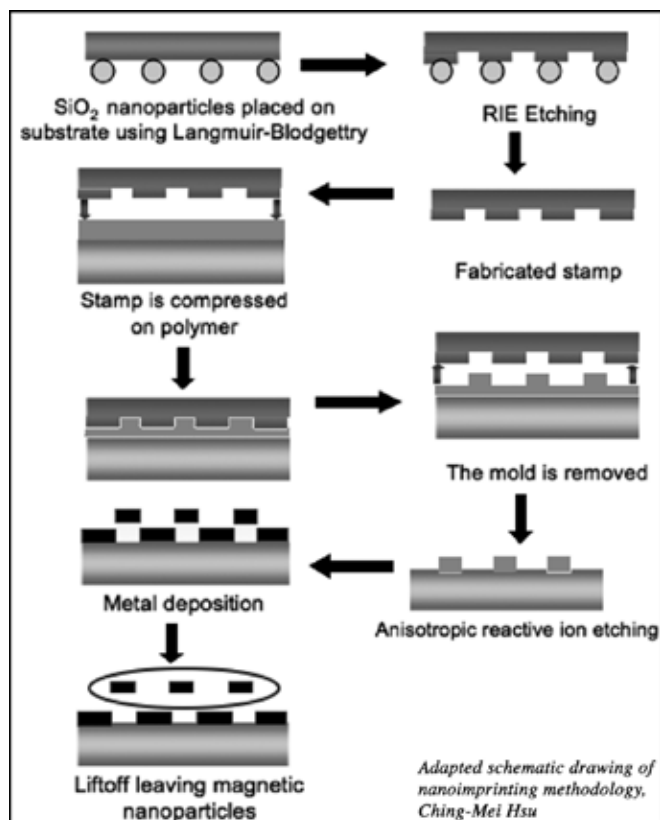 SiO₂ nanoparticles placed on
substrate using Langmuir-Blodgettry
RIE Etching
Fabricated stamp
Stamp is compressed
on polymer
The mold is removed
Anisotropic reactive ion etching
Metal deposition
Liftoff leaving magnetic
nanoparticles
Adapted schematic drawing of
nanoimprinting methodology,
Ching-Mei Hsu